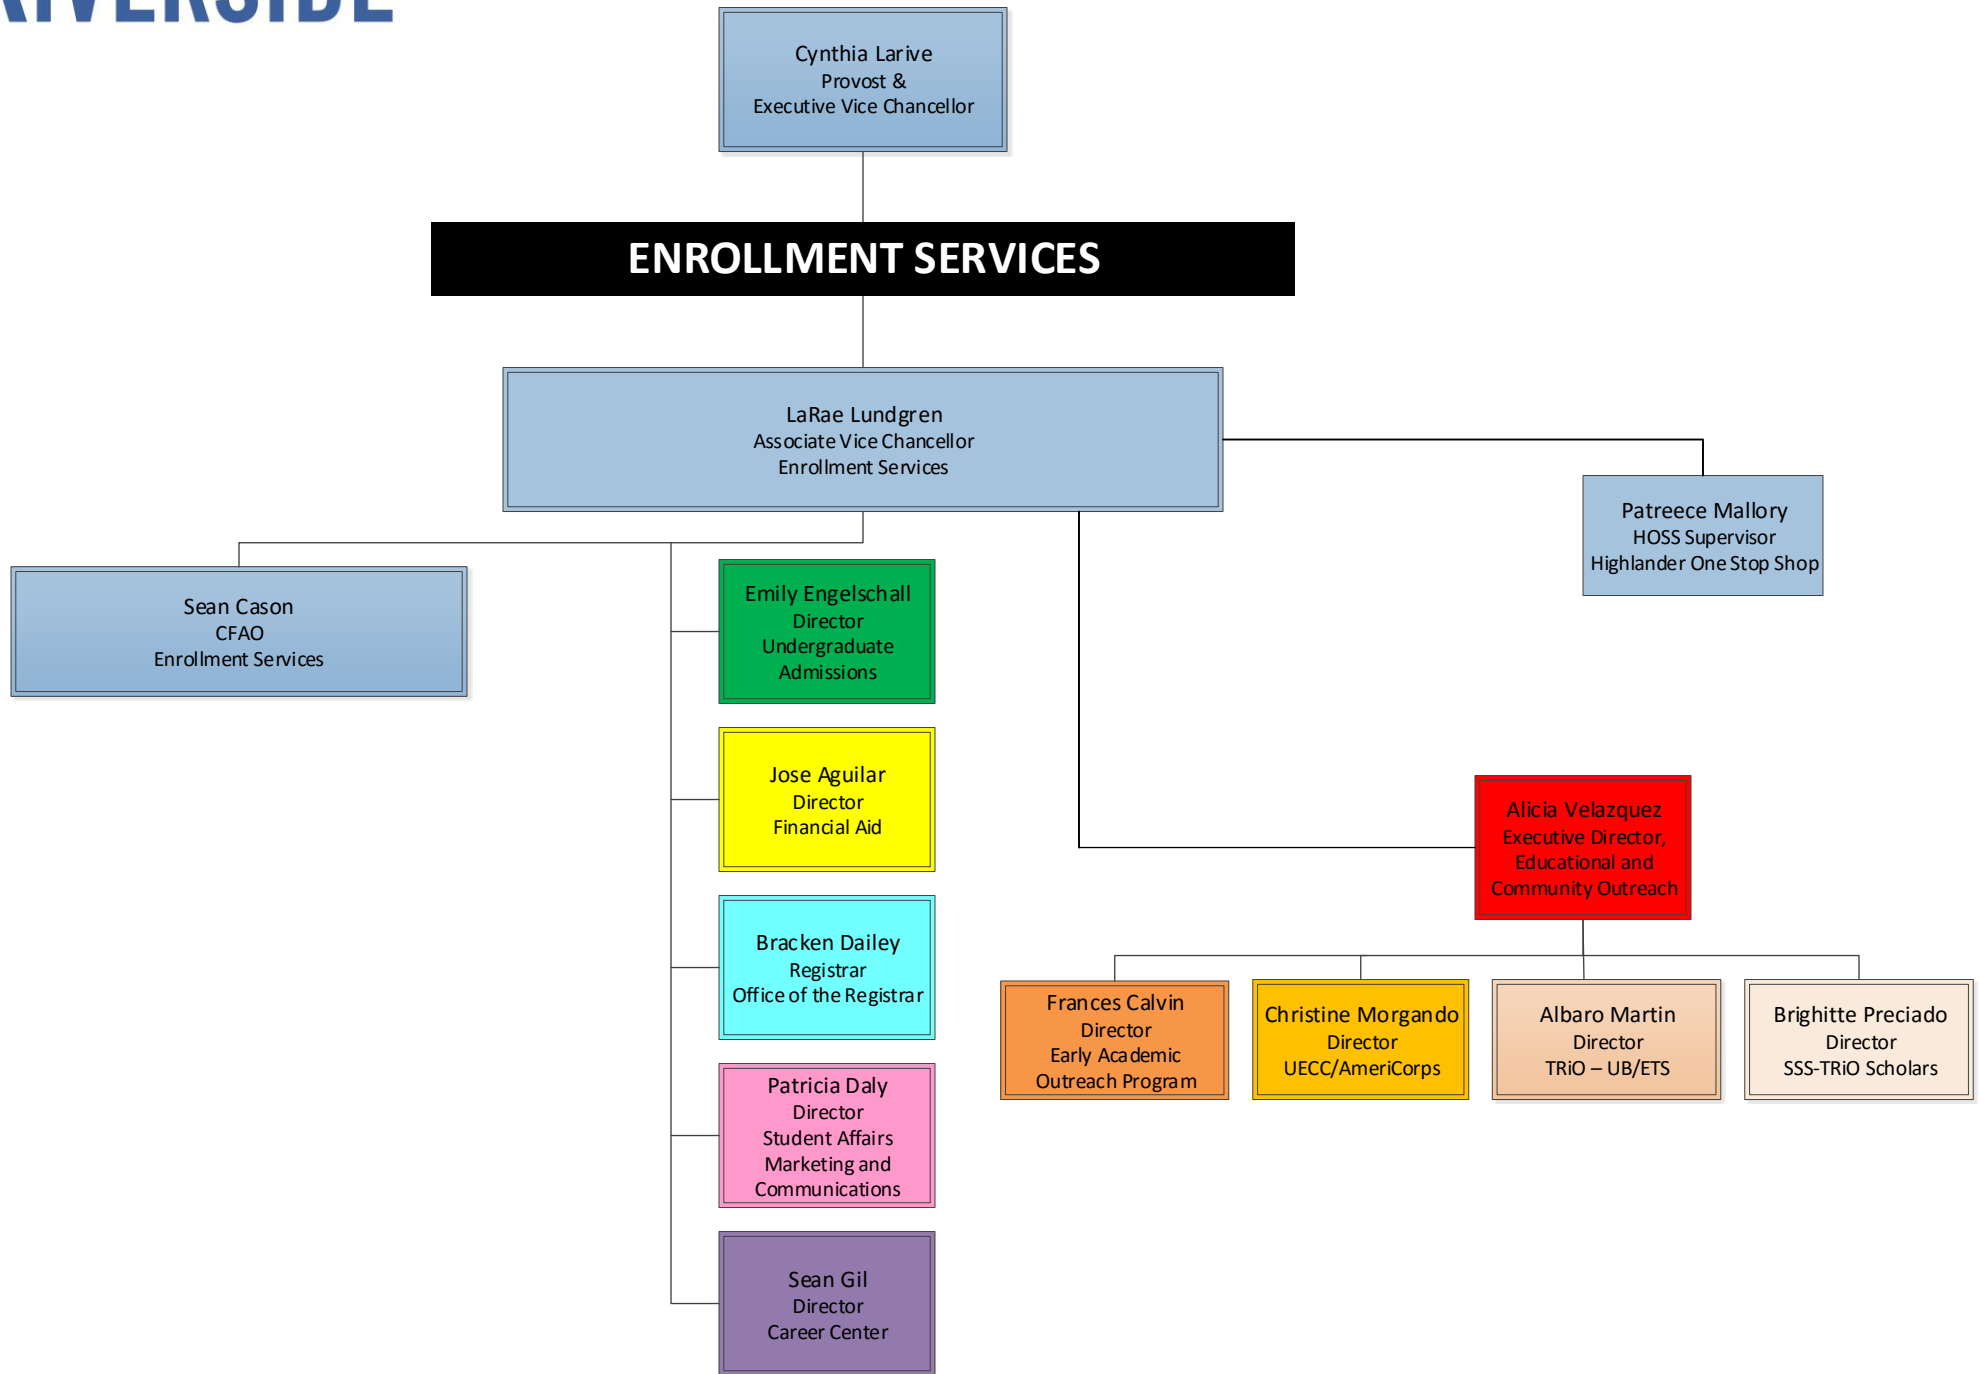 RIVERSIDE
Cynthia Larive
Provost &
Executive Vice Chancellor
ENROLLMENT SERVICES
LaRae Lundgren
Associate Vice Chancellor
Enrollment Services
Patreece Mallory
HOSS Supervisor
Highlander One Stop Shop
Sean Cason
CFAO
Enrollment Services
Emily Engelschall
Director
Undergraduate
Admissions
Jose Aguilar
Director
Financial Aid
Alicia Velazquez
Executive Director,
Educational and
Community Outreach
Bracken Dailey
Registrar
Office of the Registrar
Frances Calvin
Director
Early Academic
Outreach Program
Christine Morgando
Director
UECC/AmeriCorps
Albaro Martin
Director
TRiO – UB/ETS
Brighitte Preciado
Director
SSS-TRiO Scholars
Patricia Daly
Director
Student Affairs
Marketing and
Communications
Sean Gil
Director
Career Center